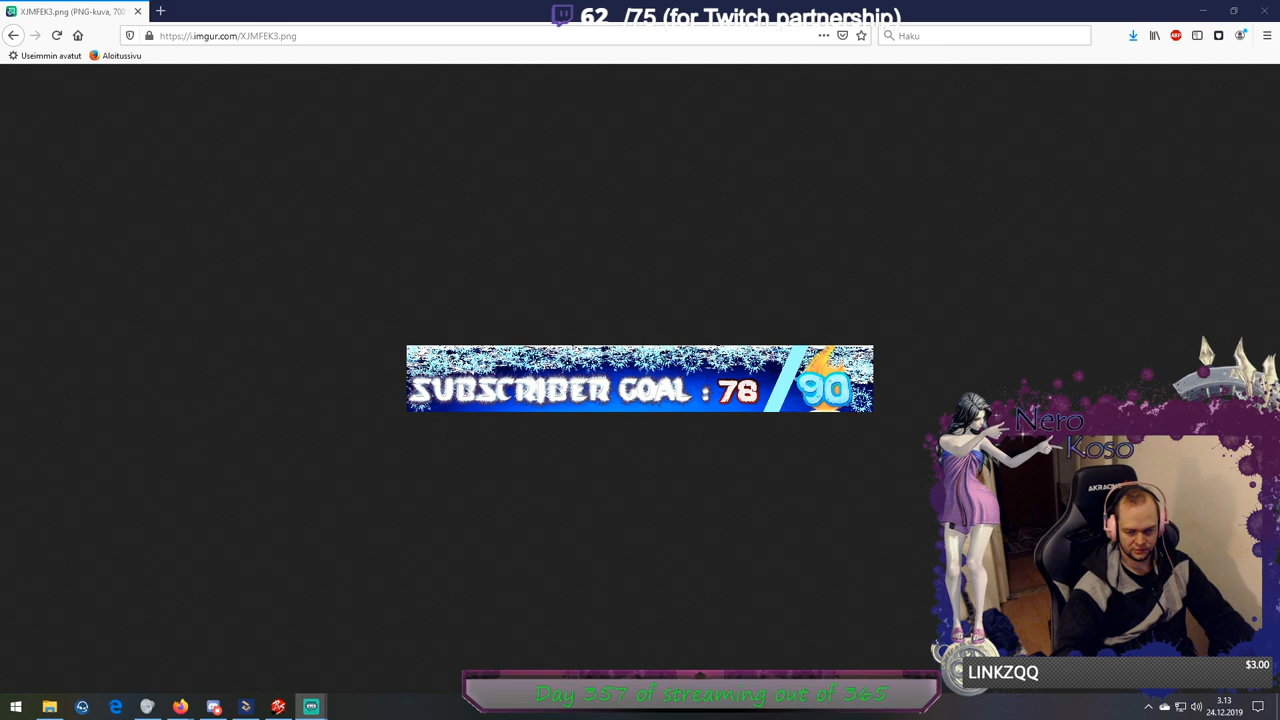 XJMFEK3.png (PNG-kuva, 700
62 /75 (for Twitch partnership)
https://i.imgur.com/XJMFEK3.png
Haku
Useimmin avatut
Aloitussivu
SUBSCRIBER GOAL : 78 / 90
Nero
Koso
AKRACING
LINKZQQ
$3.00
Day 357 of streaming out of 365
3.13
24.12.2019